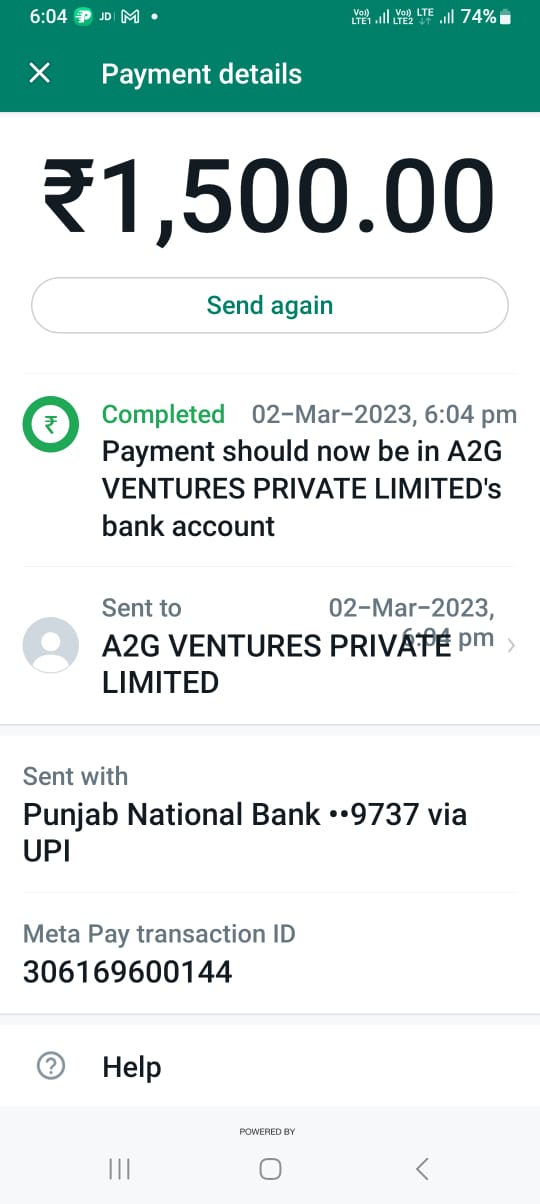 6:04 JD M • Vo) LTE1 Vo) LTE2 LTE 74%
Payment details
₹1,500.00
Send again
₹ Completed 02-Mar-2023, 6:04 pm
Payment should now be in A2G
VENTURES PRIVATE LIMITED's
bank account
Sent to 02-Mar-2023,
6:04 pm
A2G VENTURES PRIVATE
LIMITED
Sent with
Punjab National Bank ••9737 via
UPI
Meta Pay transaction ID
306169600144
? Help
POWERED BY